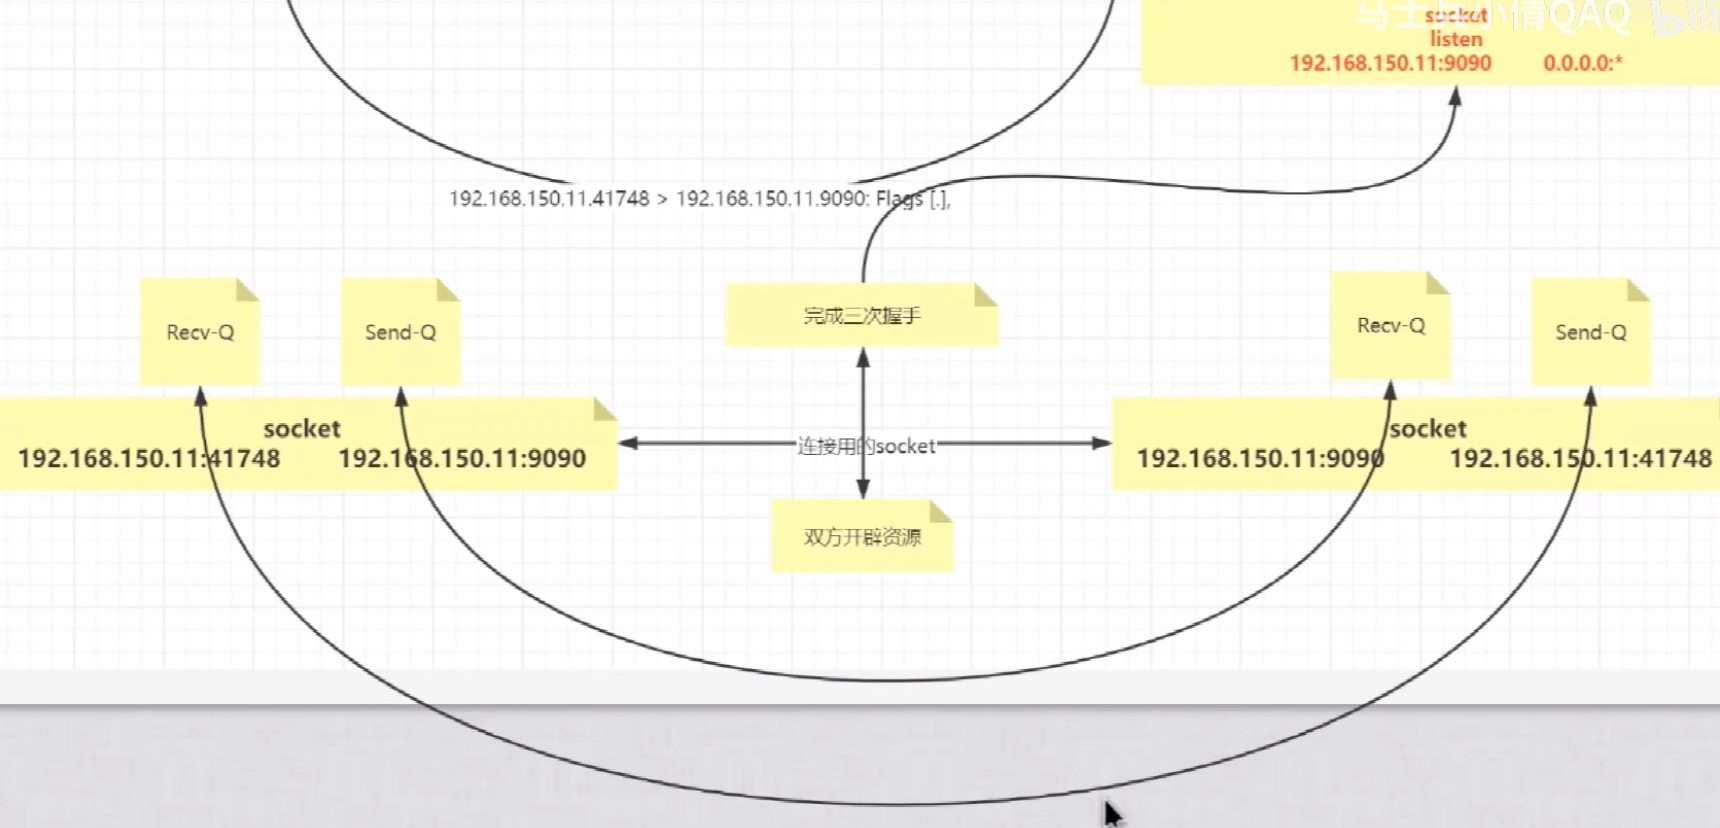 socket
listen
192.168.150.11:9090 0.0.0.0:*
192.168.150.11.41748 > 192.168.150.11.9090: Flags [.],
Recv-Q
Send-Q
完成三次握手
Recv-Q
Send-Q
socket
192.168.150.11:41748 192.168.150.11:9090
连接用的socket
socket
192.168.150.11:9090 192.168.150.11:41748
双方开辟资源